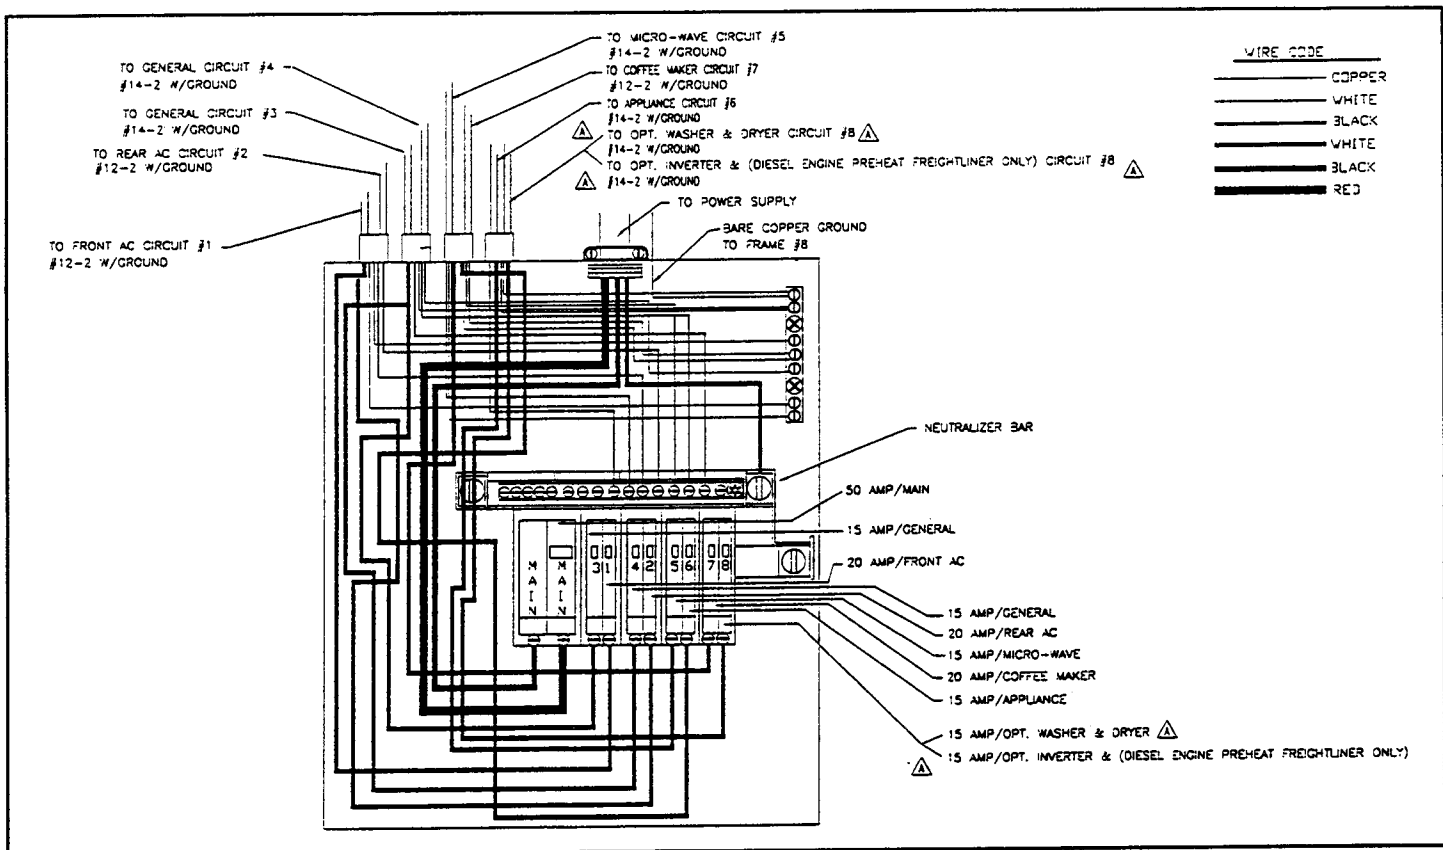 TO MICRO-WAVE CIRCUIT #5
#14-2 W/GROUND
TO GENERAL CIRCUIT #4
#14-2 W/GROUND
TO COFFEE MAKER CIRCUIT #7
#12-2 W/GROUND
TO GENERAL CIRCUIT #3
#14-2 W/GROUND
TO APPLIANCE CIRCUIT #6
#14-2 W/GROUND
A TO OPT. WASHER & DRYER CIRCUIT #8 A
#14-2 W/GROUND
TO REAR AC CIRCUIT #2
#12-2 W/GROUND
TO OPT. INVERTER & (DIESEL ENGINE PREHEAT FREIGHTLINER ONLY) CIRCUIT #8 A
A #14-2 W/GROUND
TO POWER SUPPLY
BARE COPPER GROUND
TO FRAME #8
TO FRONT AC CIRCUIT #1
#12-2 W/GROUND
WIRE CODE
COPPER
WHITE
BLACK
WHITE
BLACK
RED
NEUTRALIZER BAR
50 AMP/MAIN
15 AMP/GENERAL
20 AMP/FRONT AC
MAIN
MAIN
3 1
4 2
5 6
7 8
15 AMP/GENERAL
20 AMP/REAR AC
15 AMP/MICRO-WAVE
20 AMP/COFFEE MAKER
15 AMP/APPLIANCE
15 AMP/OPT. WASHER & DRYER A
A 15 AMP/OPT. INVERTER & (DIESEL ENGINE PREHEAT FREIGHTLINER ONLY)